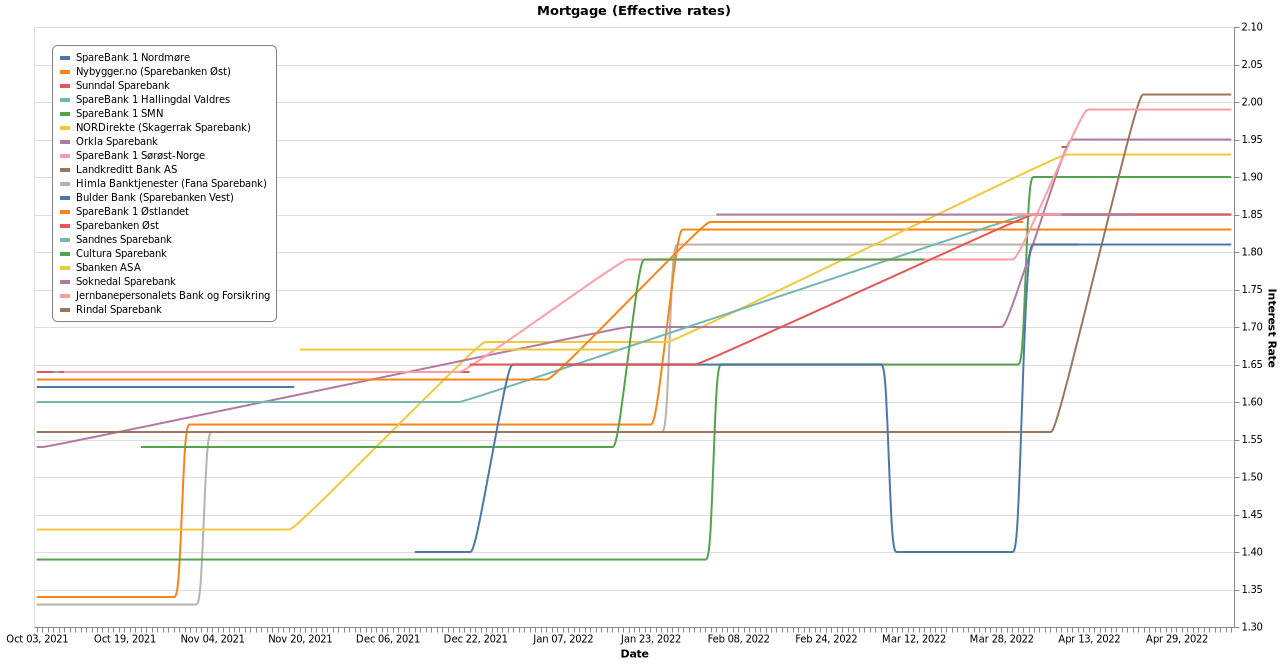 Mortgage (Effective rates)
SpareBank 1 Nordmøre
Nybygger.no (Sparebanken Øst)
Sunndal Sparebank
SpareBank 1 Hallingdal Valdres
SpareBank 1 SMN
NORDirekte (Skagerrak Sparebank)
Orkla Sparebank
SpareBank 1 Sørøst-Norge
Landkreditt Bank AS
Himla Banktjenester (Fana Sparebank)
Bulder Bank (Sparebanken Vest)
SpareBank 1 Østlandet
Sparebanken Øst
Sandnes Sparebank
Cultura Sparebank
Sbanken ASA
Soknedal Sparebank
Jernbanepersonalets Bank og Forsikring
Rindal Sparebank
2.10
2.05
2.00
1.95
1.90
1.85
1.80
1.75
1.70
1.65
1.60
1.55
1.50
1.45
1.40
1.35
1.30
Interest Rate
Oct 03, 2021 Oct 19, 2021 Nov 04, 2021 Nov 20, 2021 Dec 06, 2021 Dec 22, 2021 Jan 07, 2022 Jan 23, 2022 Feb 08, 2022 Feb 24, 2022 Mar 12, 2022 Mar 28, 2022 Apr 13, 2022 Apr 29, 2022
Date